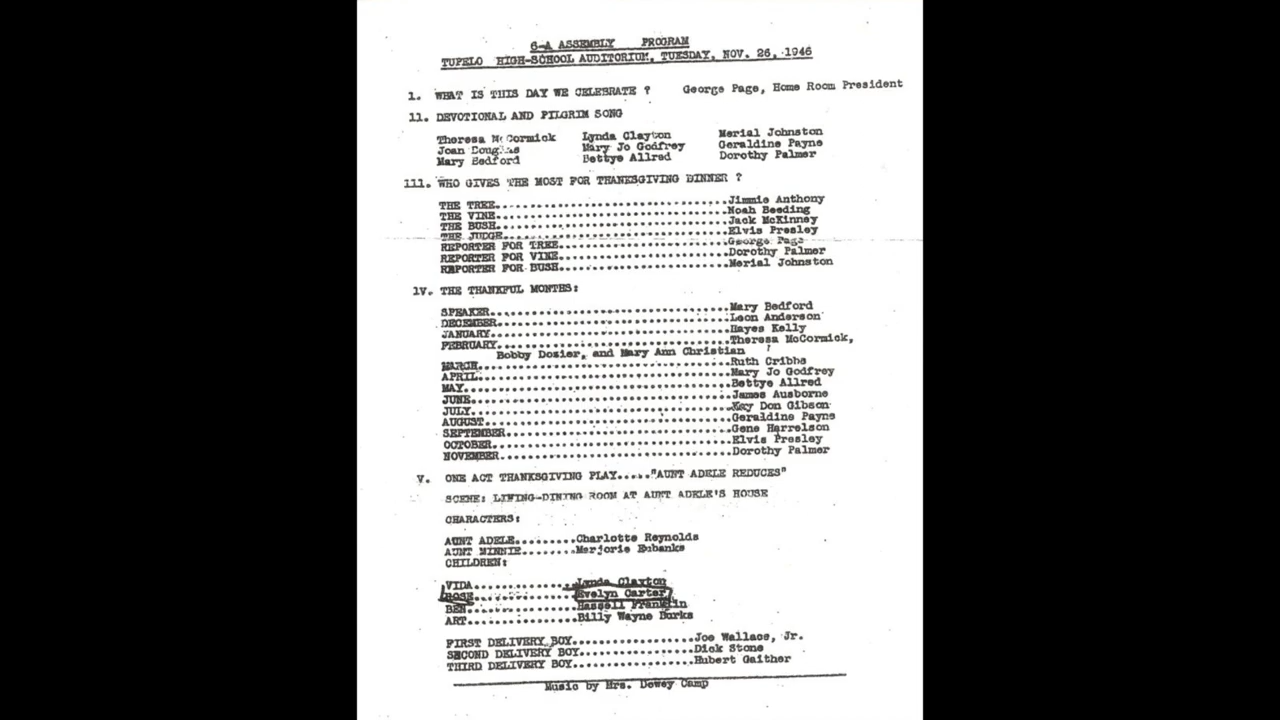 6-A ASSEMBLY PROGRAM
TUPELO HIGH-SCHOOL AUDITORIUM, TUESDAY, NOV. 26, 1946
1. WHAT IS THIS DAY WE CELEBRATE ? George Page, Home Room President
11. DEVOTIONAL AND PILGRIM SONG
Theresa McCormick Lynda Clayton Merial Johnston
Joan Douglas Mary Jo Godfrey Geraldine Payne
Mary Bedford Bettye Allred Dorothy Palmer
111. WHO GIVES THE MOST FOR THANKSGIVING DINNER ?
THE TREE........................................Jimmie Anthony
THE VINE........................................Noah Beeding
THE BUSH........................................Jack McKinney
THE JUDGE.......................................Elvis Presley
REPORTER FOR TREE...............................George Page
REPORTER FOR VINE...............................Dorothy Palmer
REPORTER FOR BUSH...............................Merial Johnston
1V. THE THANKFUL MONTHS:
SPEAKER.........................................Mary Bedford
DECEMBER........................................Leon Anderson
JANUARY.........................................Hayes Kelly
FEBRUARY........................................Theresa McCormick,
Bobby Dozier, and Mary Ann Christian
MARCH...........................................Ruth Cribbs
APRIL...........................................Mary Jo Godfrey
MAY.............................................Bettye Allred
JUNE............................................James Ausborne
JULY............................................ Don Gibson
AUGUST..........................................Geraldine Payne
SEPTEMBER.......................................Gene Harrelson
OCTOBER.........................................Elvis Presley
NOVEMBER........................................Dorothy Palmer
V. ONE ACT THANKSGIVING PLAY....."AUNT ADELE REDUCES"
SCENE: LIVING-DINING ROOM AT AUNT ADELE'S HOUSE
CHARACTERS:
AUNT ADELE..........Charlotte Reynolds
AUNT MINNIE.........Marjorie Eubanks
CHILDREN:
VIDA................Lynda Clayton
ROSE................Evelyn Carter
BEN.................Hassell Franklin
ART.................Billy Wayne Burks
FIRST DELIVERY BOY.....................Joe Wallace, Jr.
SECOND DELIVERY BOY....................Dick Stone
THIRD DELIVERY BOY.....................Hubert Gaither
Music by Mrs. Dewey Camp